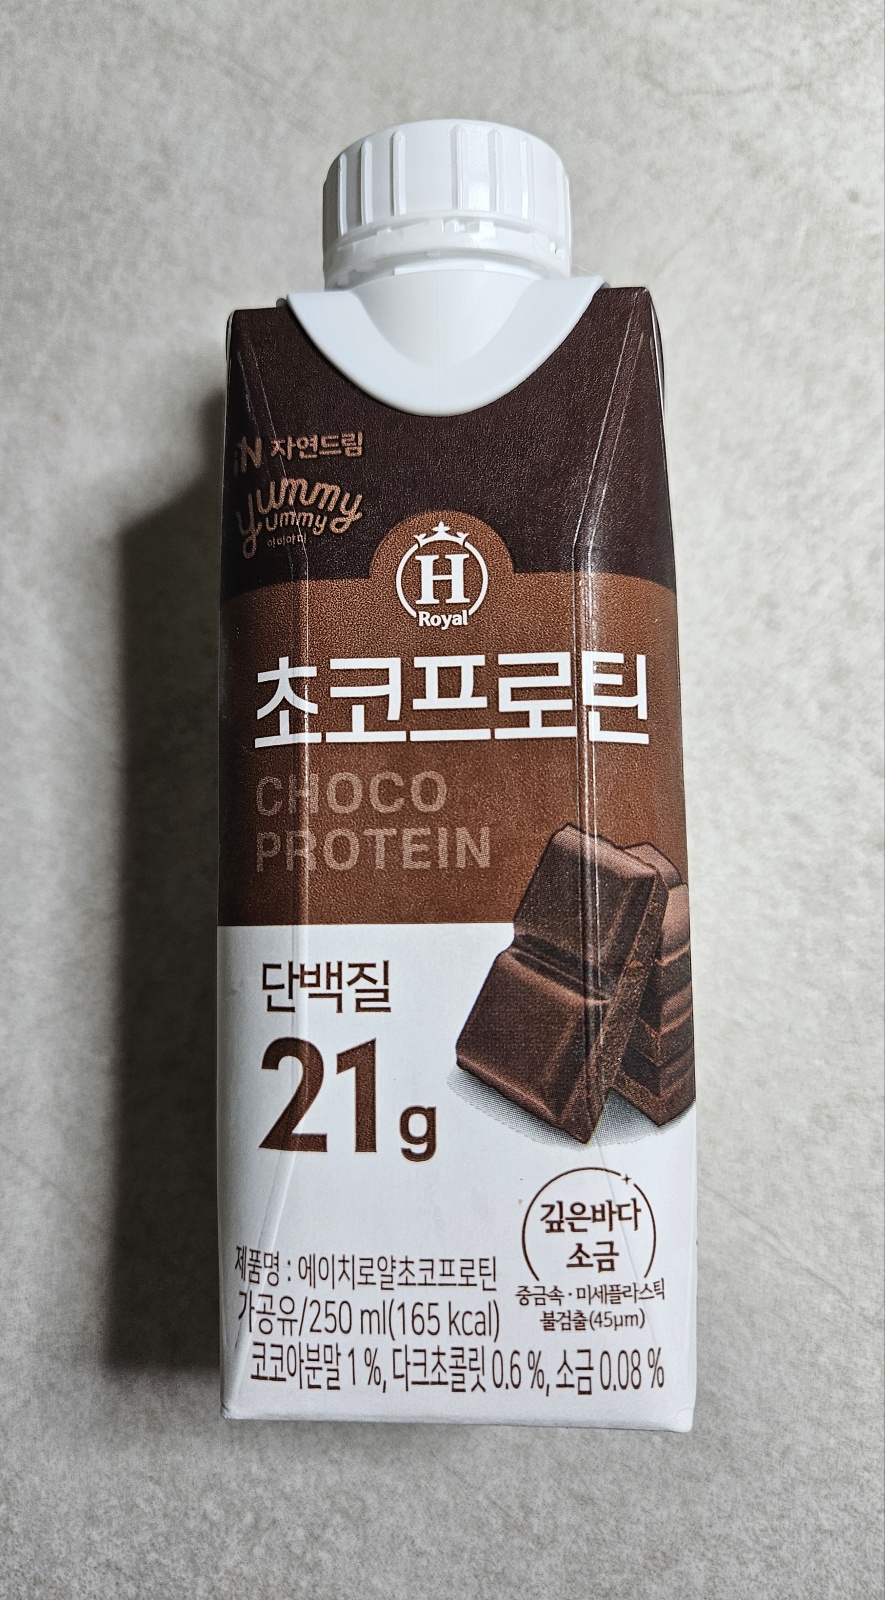 iN 자연드림
yummy
yummy
야미야미
H
Royal
초코프로틴
CHOCO
PROTEIN
단백질
21g
깊은바다
소금
중금속·미세플라스틱
불검출(45μm)
제품명 : 에이치로얄초코프로틴
가공유/250 ml(165 kcal)
코코아분말 1 %, 다크초콜릿 0.6 %, 소금 0.08 %